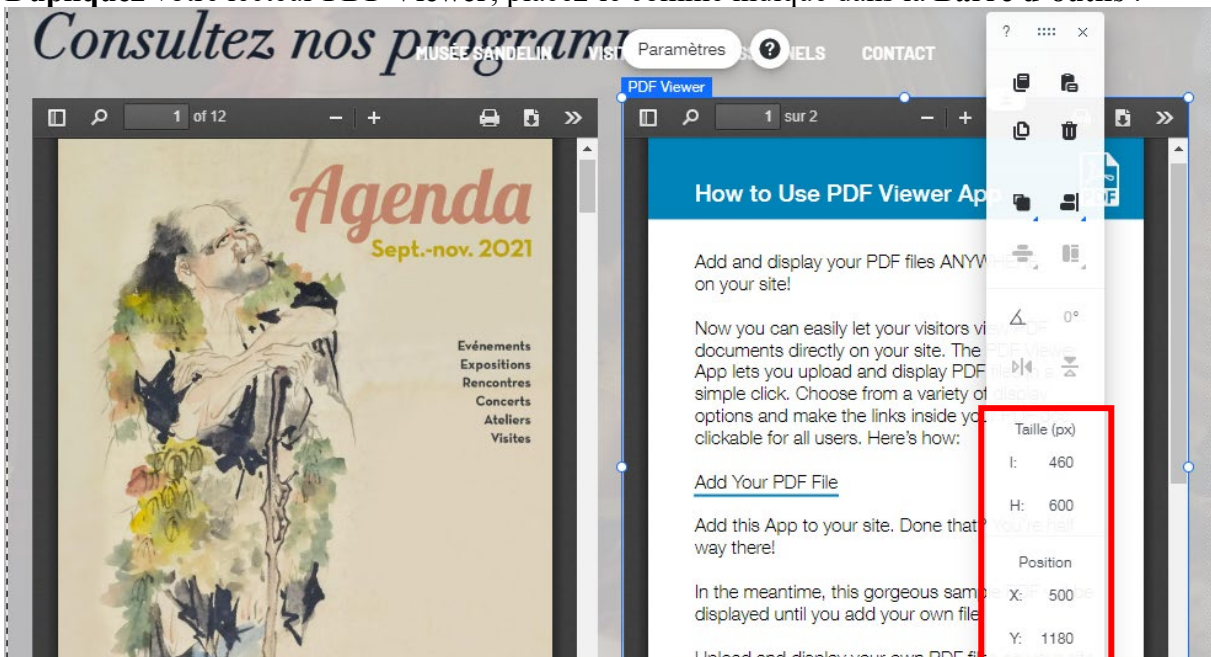 Dupliquez votre lecteur PDF Viewer, placez-le comme indiqué dans la Barre d'outils :
Consultez nos programm
MUSÉE SANDELIN
Paramètres
?
NELS
CONTACT
PDF Viewer
? :::: ×
1 of 12
1 sur 2
Agenda
Sept.-nov. 2021
Evénements
Expositions
Rencontres
Concerts
Ateliers
Visites
How to Use PDF Viewer App
PDF
Add and display your PDF files ANYWHERE
on your site!
Now you can easily let your visitors view PDF
documents directly on your site. The PDF Viewer
App lets you upload and display PDF files in a
simple click. Choose from a variety of display
options and make the links inside your
clickable for all users. Here's how:
Add Your PDF File
Add this App to your site. Done that? You're half
way there!
In the meantime, this gorgeous sample PDF will be
displayed until you add your own file
Upload and display your own PDF fil
0°
Taille (px)
l: 460
H: 600
Position
X: 500
Y: 1180